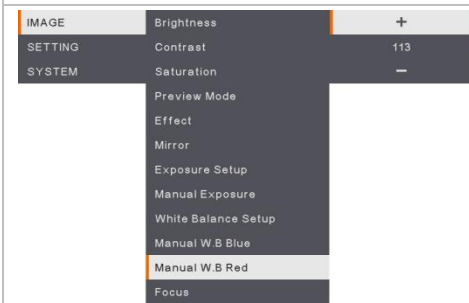 IMAGE
SETTING
SYSTEM
Brightness
Contrast
Saturation
Preview Mode
Effect
Mirror
Exposure Setup
Manual Exposure
White Balance Setup
Manual W.B Blue
Manual W.B Red
Focus
+
113
−